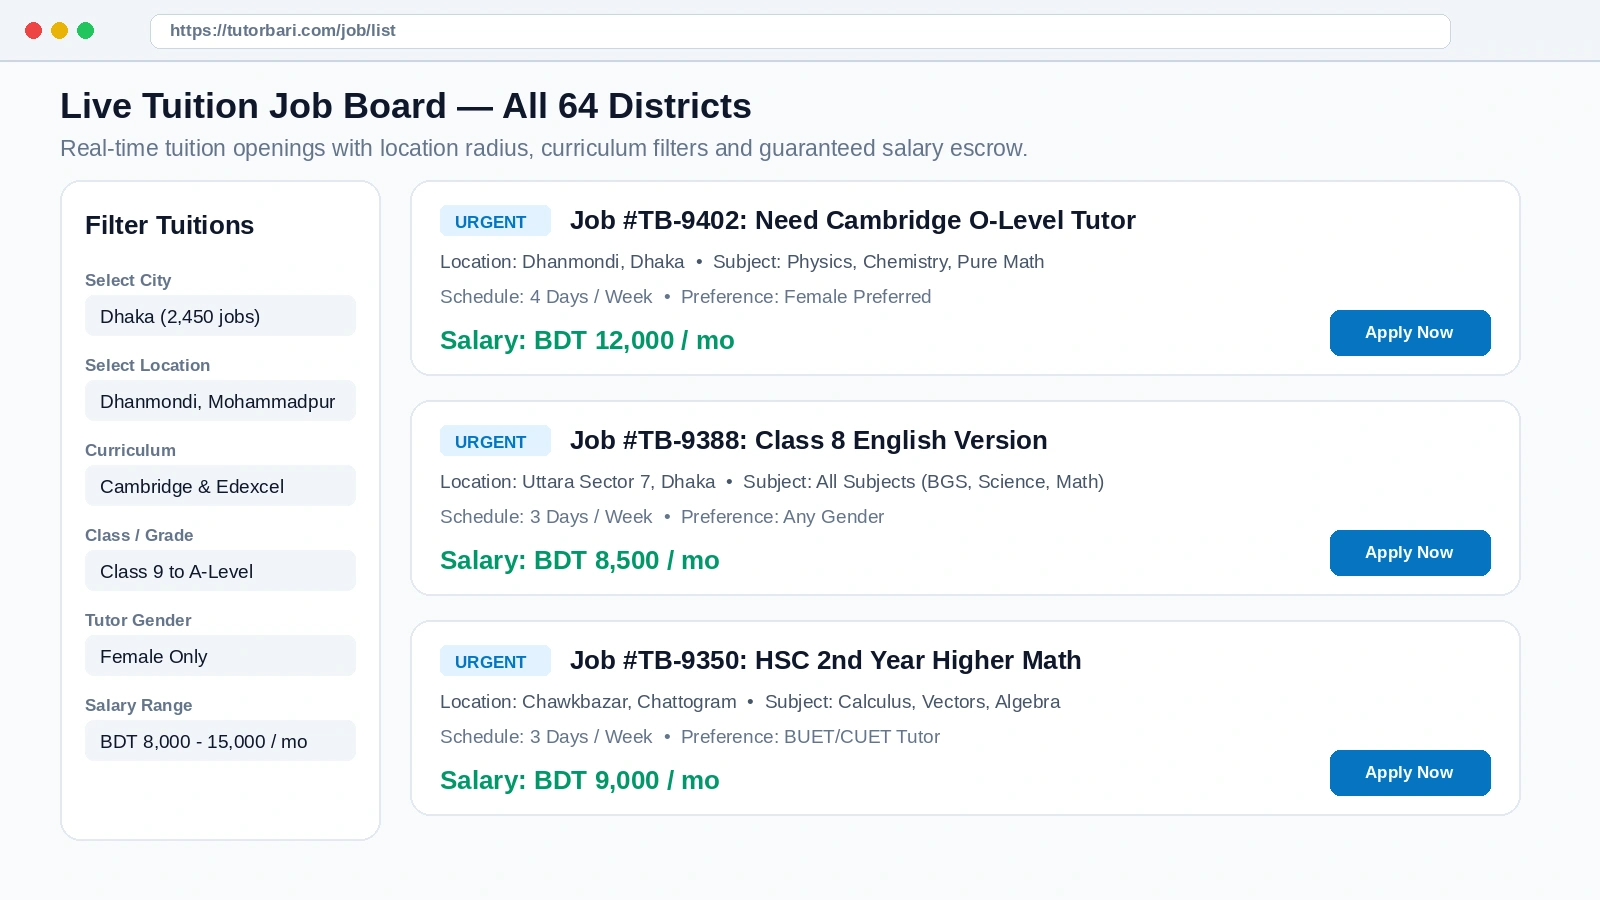 https://tutorbari.com/job/list
Live Tuition Job Board — All 64 Districts
Real-time tuition openings with location radius, curriculum filters and guaranteed salary escrow.
Filter Tuitions
Select City
Dhaka (2,450 jobs)
Select Location
Dhanmondi, Mohammadpur
Curriculum
Cambridge & Edexcel
Class / Grade
Class 9 to A-Level
Tutor Gender
Female Only
Salary Range
BDT 8,000 - 15,000 / mo
URGENT Job #TB-9402: Need Cambridge O-Level Tutor
Location: Dhanmondi, Dhaka • Subject: Physics, Chemistry, Pure Math
Schedule: 4 Days / Week • Preference: Female Preferred
Salary: BDT 12,000 / mo
Apply Now
URGENT Job #TB-9388: Class 8 English Version
Location: Uttara Sector 7, Dhaka • Subject: All Subjects (BGS, Science, Math)
Schedule: 3 Days / Week • Preference: Any Gender
Salary: BDT 8,500 / mo
Apply Now
URGENT Job #TB-9350: HSC 2nd Year Higher Math
Location: Chawkbazar, Chattogram • Subject: Calculus, Vectors, Algebra
Schedule: 3 Days / Week • Preference: BUET/CUET Tutor
Salary: BDT 9,000 / mo
Apply Now